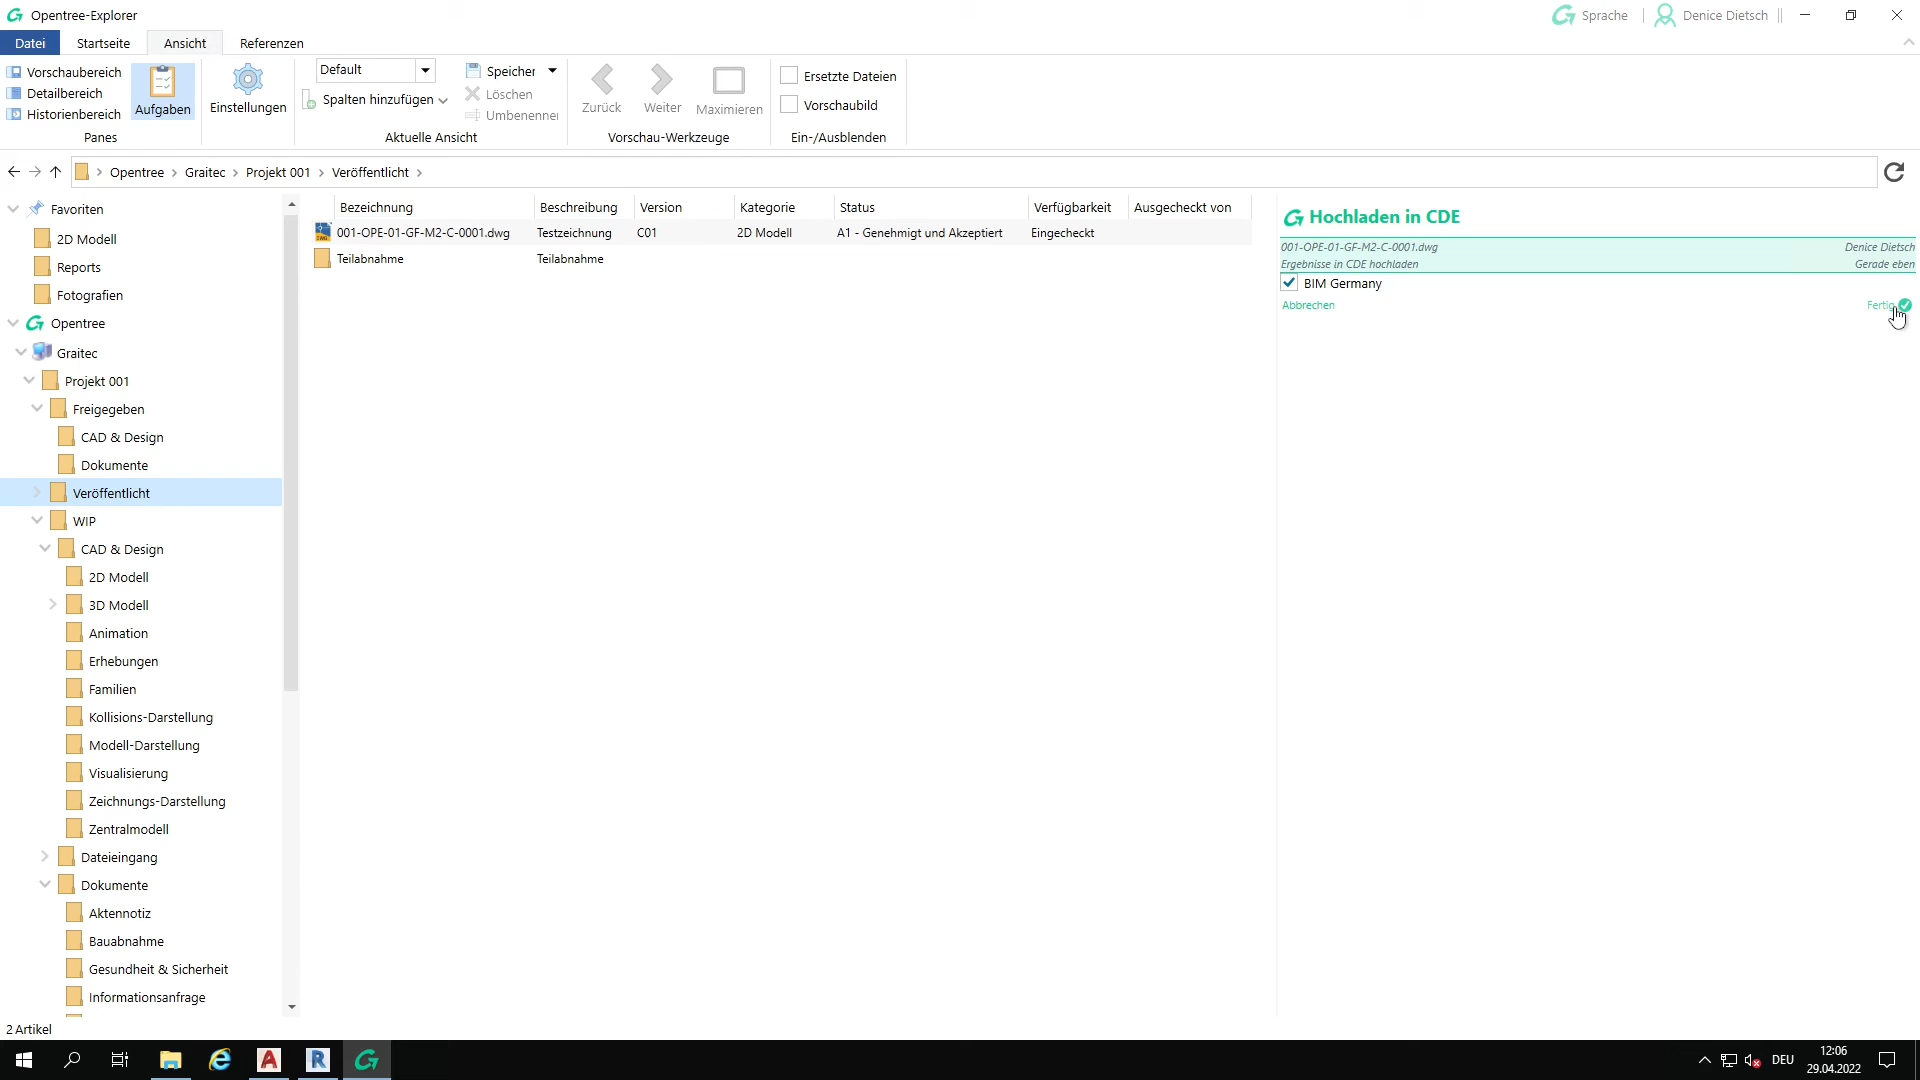 Opentree-Explorer
Sprache
Denice Dietsch
Datei
Startseite
Ansicht
Referenzen
Vorschaubereich
Detailbereich
Historienbereich
Aufgaben
Panes
Einstellungen
Default
Spalten hinzufügen
Speicher
Löschen
Umbenenner
Aktuelle Ansicht
Zurück
Weiter
Maximieren
Vorschau-Werkzeuge
Ersetzte Dateien
Vorschaubild
Ein-/Ausblenden
Opentree
Graitec
Projekt 001
Veröffentlicht
Favoriten
2D Modell
Reports
Fotografien
Opentree
Graitec
Projekt 001
Freigegeben
CAD & Design
Dokumente
Veröffentlicht
WIP
CAD & Design
2D Modell
3D Modell
Animation
Erhebungen
Familien
Kollisions-Darstellung
Modell-Darstellung
Visualisierung
Zeichnungs-Darstellung
Zentralmodell
Dateieingang
Dokumente
Aktennotiz
Bauabnahme
Gesundheit & Sicherheit
Informationsanfrage
Bezeichnung Beschreibung Version Kategorie Status Verfügbarkeit Ausgecheckt von
001-OPE-01-GF-M2-C-0001.dwg Testzeichnung C01 2D Modell A1 - Genehmigt und Akzeptiert Eingecheckt
Teilabnahme Teilabnahme
Hochladen in CDE
001-OPE-01-GF-M2-C-0001.dwg Denice Dietsch
Ergebnisse in CDE hochladen Gerade eben
BIM Germany
Abbrechen Fertig
2 Artikel
DEU
12:06
29.04.2022